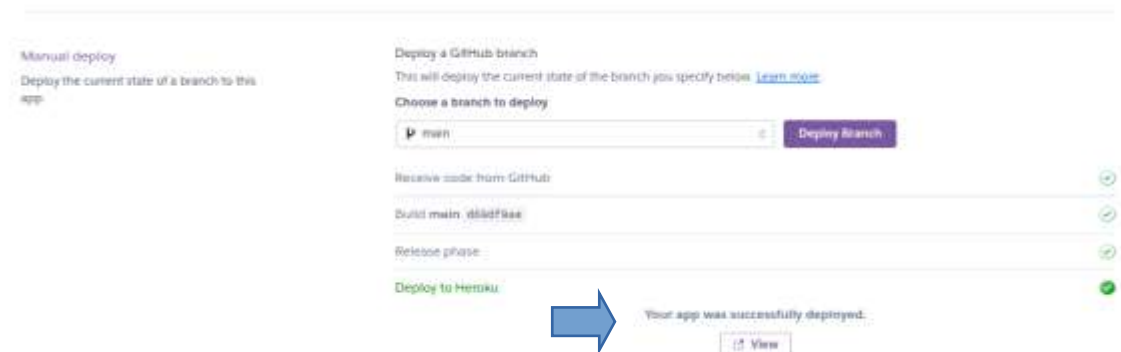 Manual deploy
Deploy the current state of a branch to this
app
Deploy a GitHub branch
This will deploy the current state of the branch you specify below. Learn more
Choose a branch to deploy
main
Deploy Branch
Receive code from GitHub
Build main
Release phase
Deploy to Heroku
Your app was successfully deployed.
View